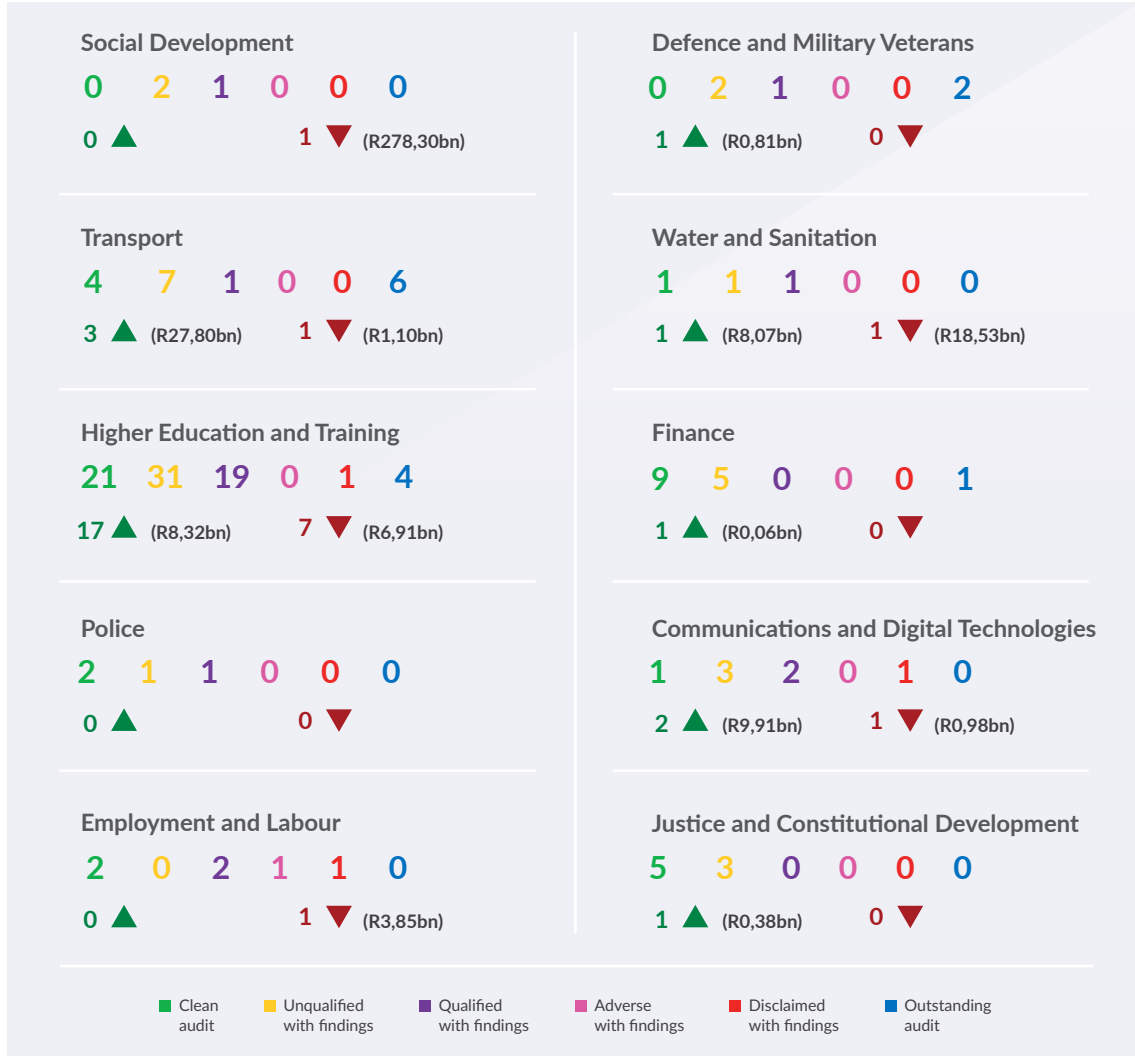 Social Development
0 2 1 0 0 0
0 ▲ 1 ▼ (R278,30bn)
Transport
4 7 1 0 0 6
3 ▲ (R27,80bn) 1 ▼ (R1,10bn)
Higher Education and Training
21 31 19 0 1 4
17 ▲ (R8,32bn) 7 ▼ (R6,91bn)
Police
2 1 1 0 0 0
0 ▲ 0 ▼
Employment and Labour
2 0 2 1 1 0
0 ▲ 1 ▼ (R3,85bn)
Defence and Military Veterans
0 2 1 0 0 2
1 ▲ (R0,81bn) 0 ▼
Water and Sanitation
1 1 1 0 0 0
1 ▲ (R8,07bn) 1 ▼ (R18,53bn)
Finance
9 5 0 0 0 1
1 ▲ (R0,06bn) 0 ▼
Communications and Digital Technologies
1 3 2 0 1 0
2 ▲ (R9,91bn) 1 ▼ (R0,98bn)
Justice and Constitutional Development
5 3 0 0 0 0
1 ▲ (R0,38bn) 0 ▼
Clean
audit
Unqualified
with findings
Qualified
with findings
Adverse
with findings
Disclaimed
with findings
Outstanding
audit